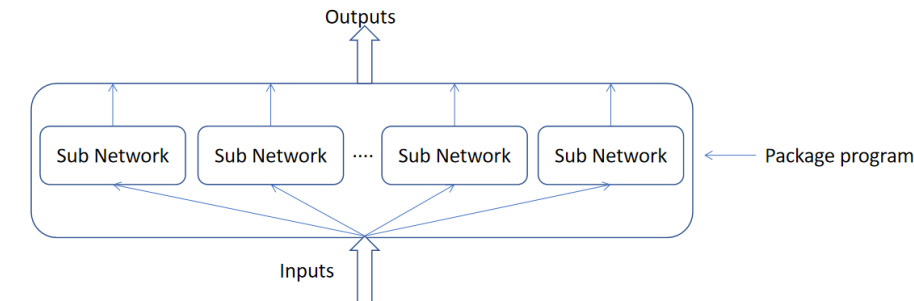 Outputs
Sub Network Sub Network .... Sub Network Sub Network
Package program
Inputs